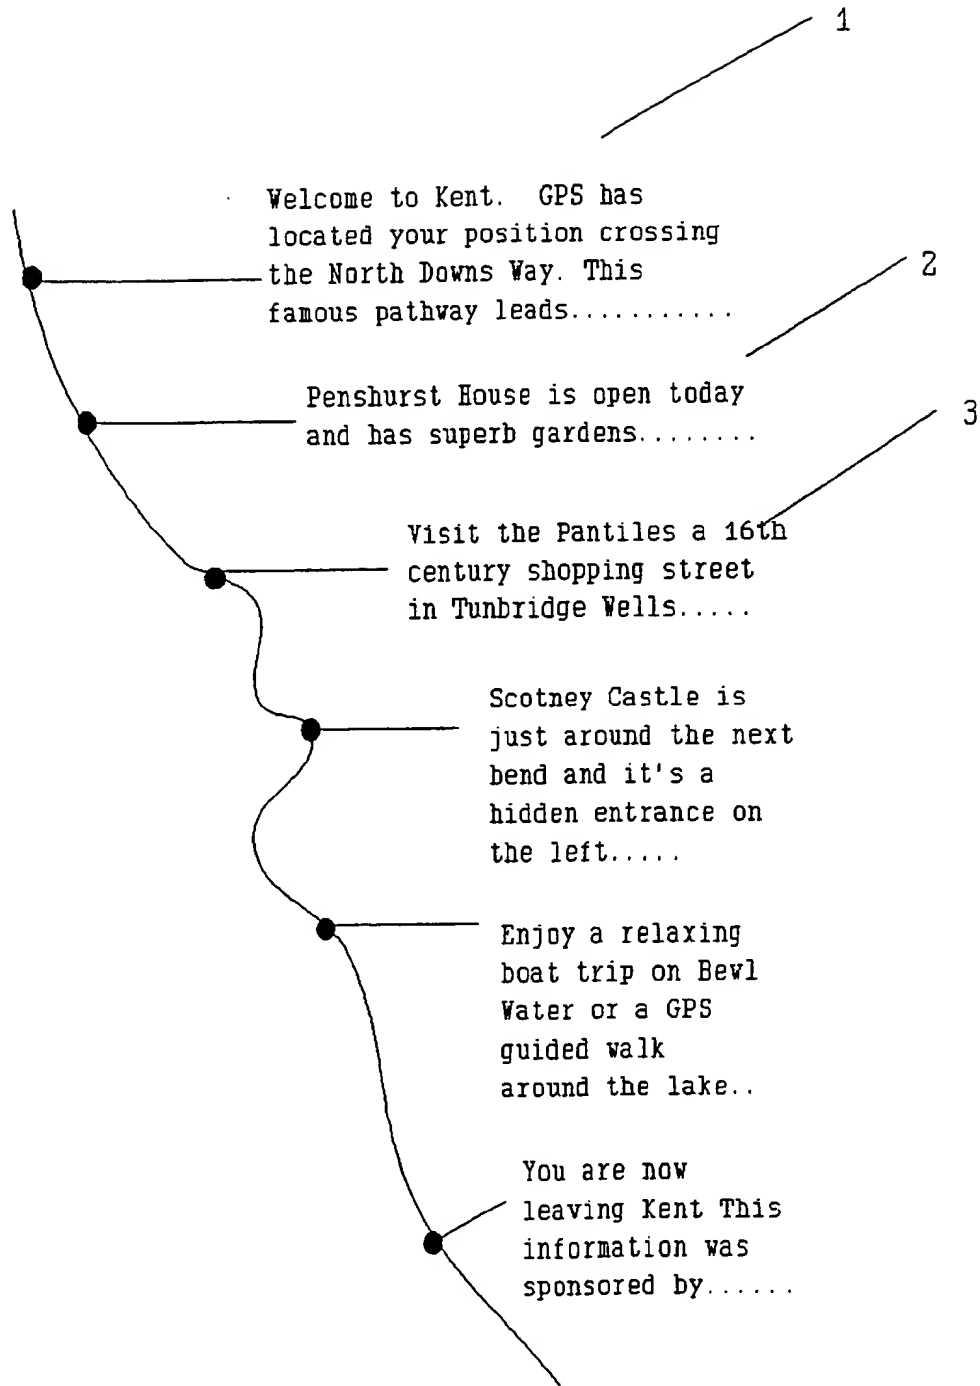 1
Welcome to Kent.  GPS has
located your position crossing
the North Downs Way. This
famous pathway leads............
2
Penshurst House is open today
and has superb gardens........
3
Visit the Pantiles a 16th
century shopping street
in Tunbridge Wells.....
Scotney Castle is
just around the next
bend and it's a
hidden entrance on
the left.....
Enjoy a relaxing
boat trip on Bewl
Water or a GPS
guided walk
around the lake..
You are now
leaving Kent This
information was
sponsored by......